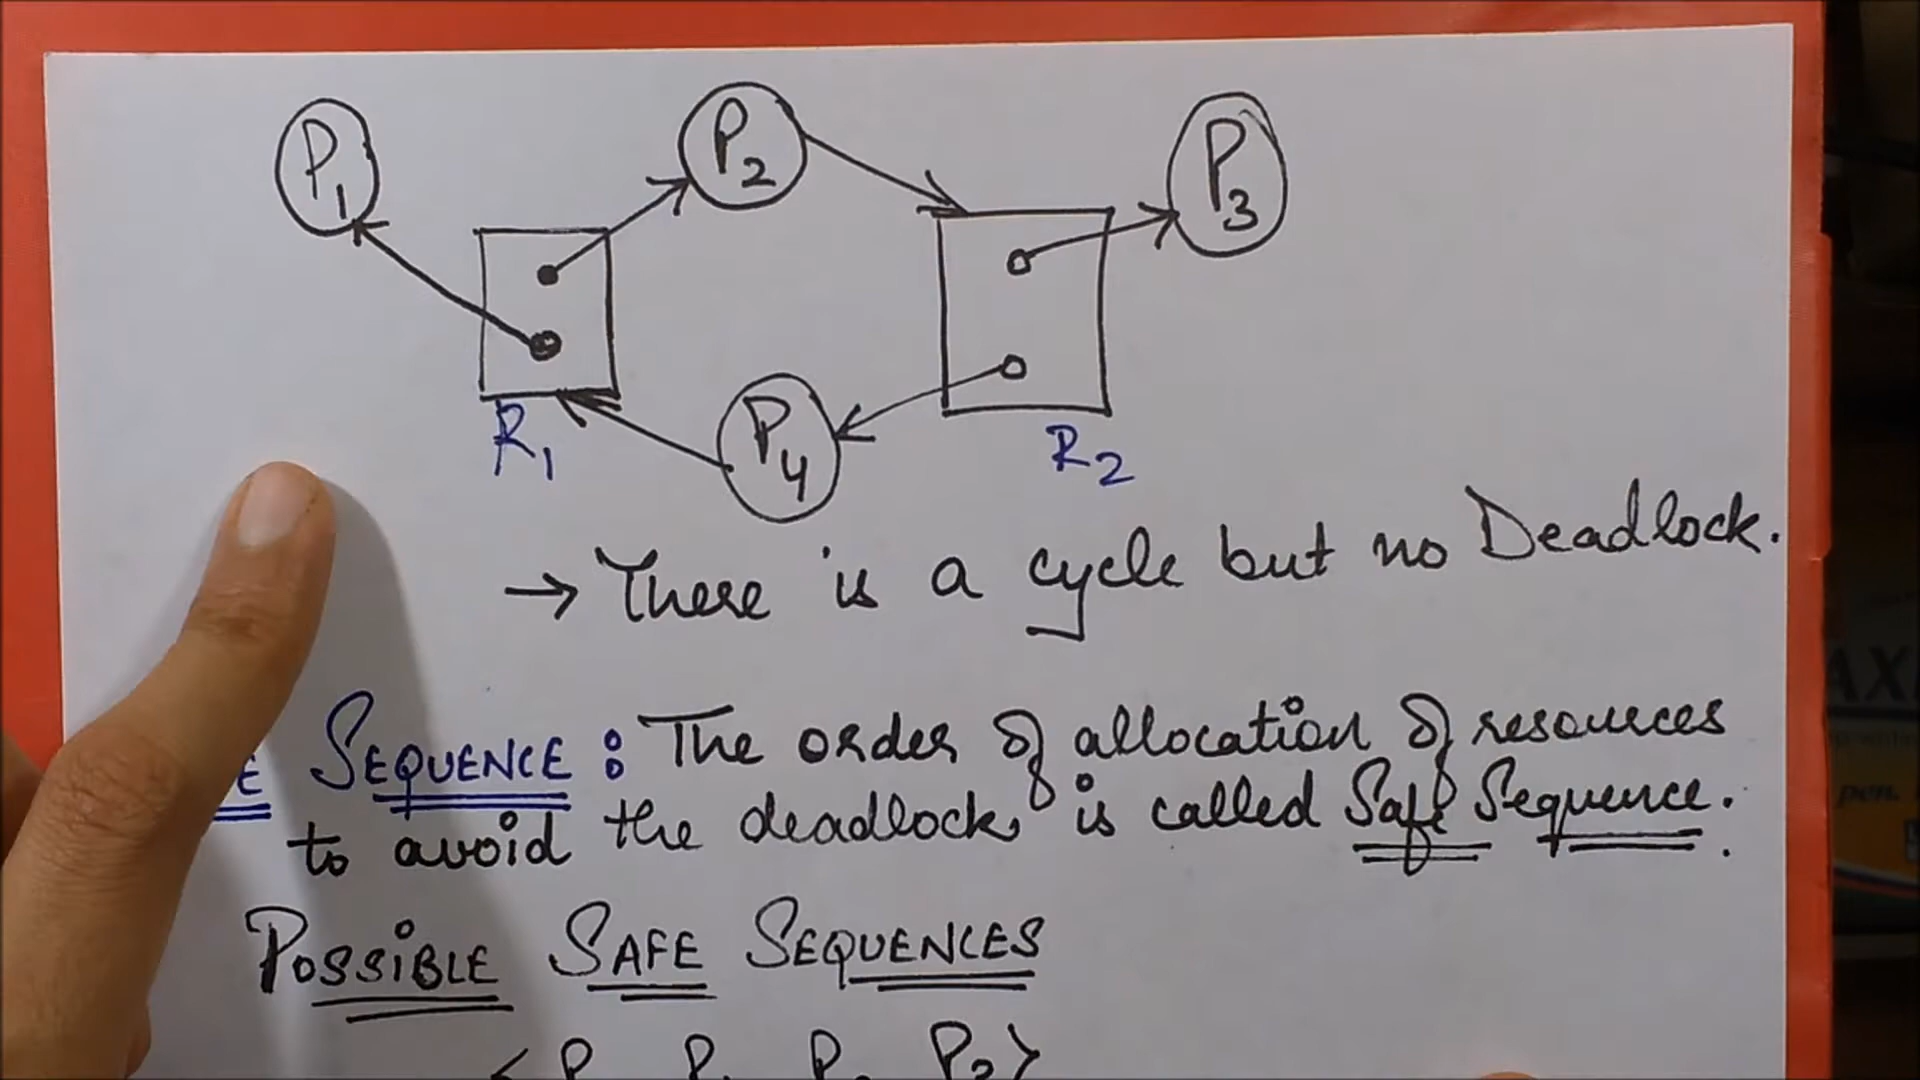 P1
P2
P3
R1
P4
R2
→ There is a cycle but no Deadlock.
E SEQUENCE : The order of allocation of resources
to avoid the deadlock is called Safe Sequence.
POSSIBLE SAFE SEQUENCES